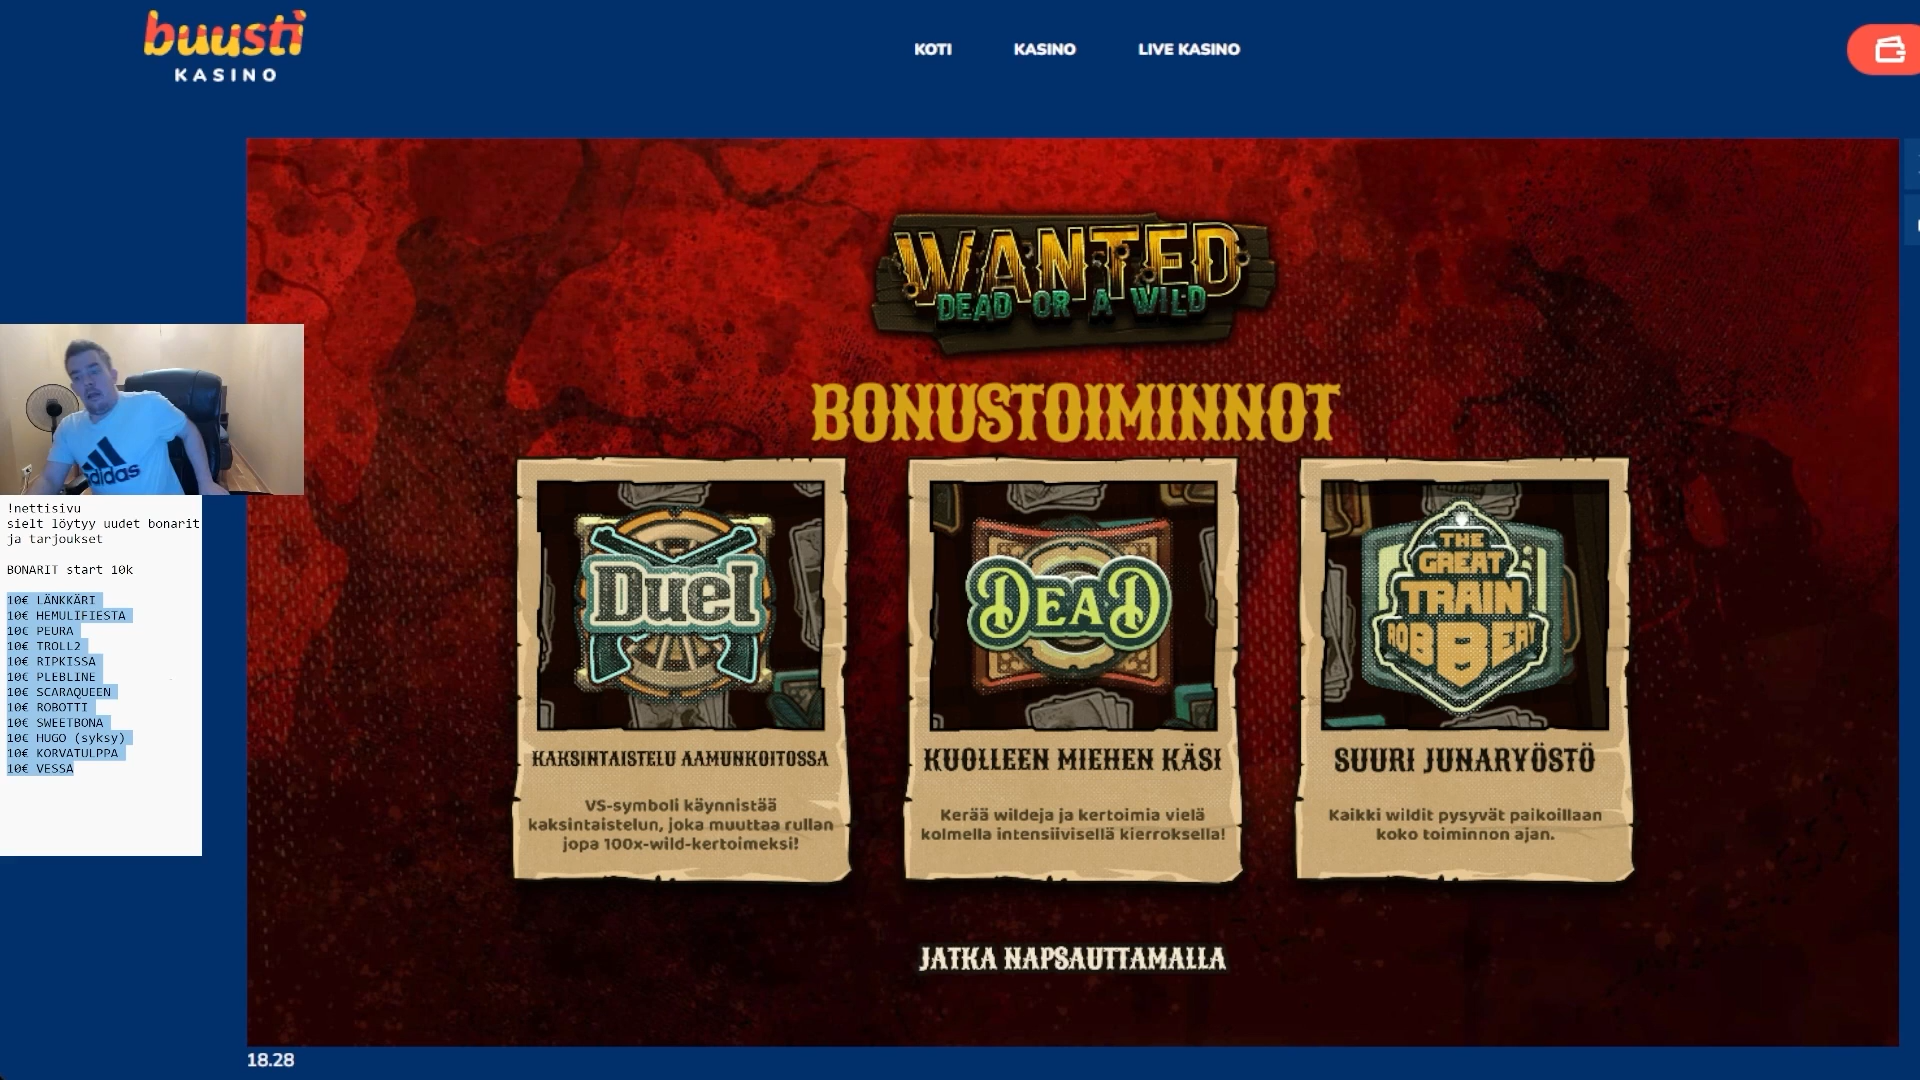 buusti
KASINO
KOTI
KASINO
LIVE KASINO
WANTED
DEAD OR A WILD
BONUSTOIMINNOT
Duel
DEAD
THE
GREAT
TRAIN
ROBBERY
KAKSINTAISTELU AAMUNKOITOSSA
VS-symboli käynnistää
kaksintaistelun, joka muuttaa rullan
jopa 100x-wild-kertoimeksi!
KUOLLEEN MIEHEN KÄSI
Kerää wildeja ja kertoimia vielä
kolmella intensiivisellä kierroksella!
SUURI JUNARYÖSTÖ
Kaikki wildit pysyvät paikoillaan
koko toiminnon ajan.
JATKA NAPSAUTTAMALLA
adidas
!nettisivu
sielt löytyy uudet bonarit
ja tarjoukset
BONARIT start 10k
10€ LÄNKKÄRI
10€ HEMULIFIESTA
10€ PEURA
10€ TROLL2
10€ RIPKISSA
10€ PLEBLINE
10€ SCARAQUEEN
10€ ROBOTTI
10€ SWEETBONA
10€ HUGO (syksy)
10€ KORVATULPPA
10€ VESSA
18.28